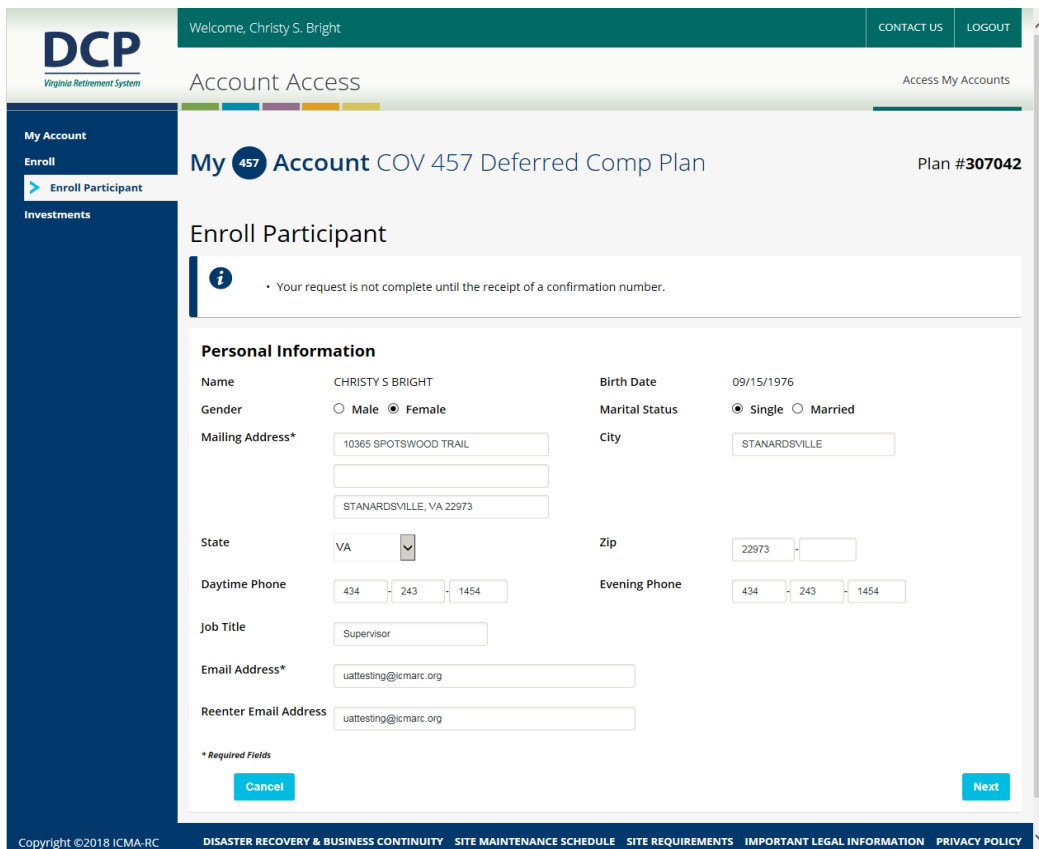 DCP
Virginia Retirement System
Welcome, Christy S. Bright
CONTACT US
LOGOUT
Account Access
Access My Accounts
My Account
Enroll
Enroll Participant
Investments
My 457 Account COV 457 Deferred Comp Plan
Plan #307042
Enroll Participant
i
• Your request is not complete until the receipt of a confirmation number.
Personal Information
Name CHRISTY S BRIGHT Birth Date 09/15/1976
Gender Male Female Marital Status Single Married
Mailing Address* 10365 SPOTSWOOD TRAIL City STANARDSVILLE
STANARDSVILLE, VA 22973
State VA Zip 22973 -
Daytime Phone 434 - 243 - 1454 Evening Phone 434 - 243 - 1454
Job Title Supervisor
Email Address* uattesting@icmarc.org
Reenter Email Address uattesting@icmarc.org
* Required Fields
Cancel Next
Copyright ©2018 ICMA-RC DISASTER RECOVERY & BUSINESS CONTINUITY SITE MAINTENANCE SCHEDULE SITE REQUIREMENTS IMPORTANT LEGAL INFORMATION PRIVACY POLICY